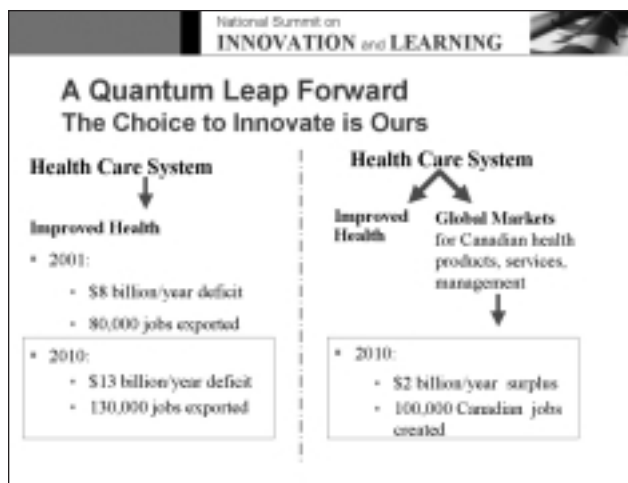 National Summit on
INNOVATION and LEARNING
A Quantum Leap Forward
The Choice to Innovate is Ours
Health Care System
Improved Health
• 2001:
• $8 billion/year deficit
• 80,000 jobs exported
• 2010:
• $13 billion/year deficit
• 130,000 jobs exported
Health Care System
Improved
Health
Global Markets
for Canadian health
products, services,
management
• 2010:
• $2 billion/year surplus
• 100,000 Canadian jobs
created